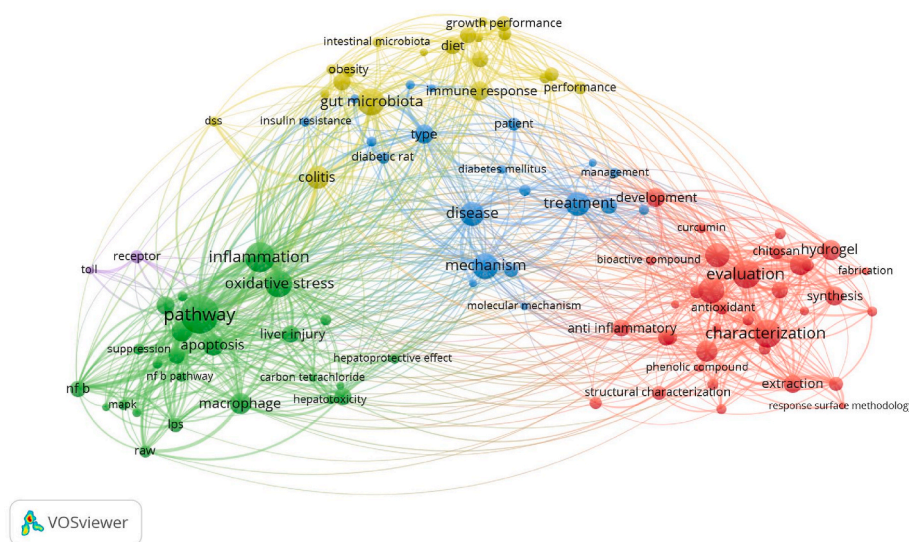 growth performance
intestinal microbiota
diet
obesity
gut microbiota
immune response
performance
dss
insulin resistance
type
patient
diabetic rat
colitis
diabetes mellitus
management
disease
treatment
development
curcumin
receptor
toll
inflammation
oxidative stress
mechanism
bioactive compound
chitosan
hydrogel
evaluation
fabrication
molecular mechanism
antioxidant
synthesis
pathway
anti inflammatory
characterization
suppression
apoptosis
liver injury
nf b pathway
hepatoprotective effect
phenolic compound
nf b
carbon tetrachloride
mapk
macrophage
hepatotoxicity
structural characterization
extraction
response surface methodolog
lps
raw
VOSviewer